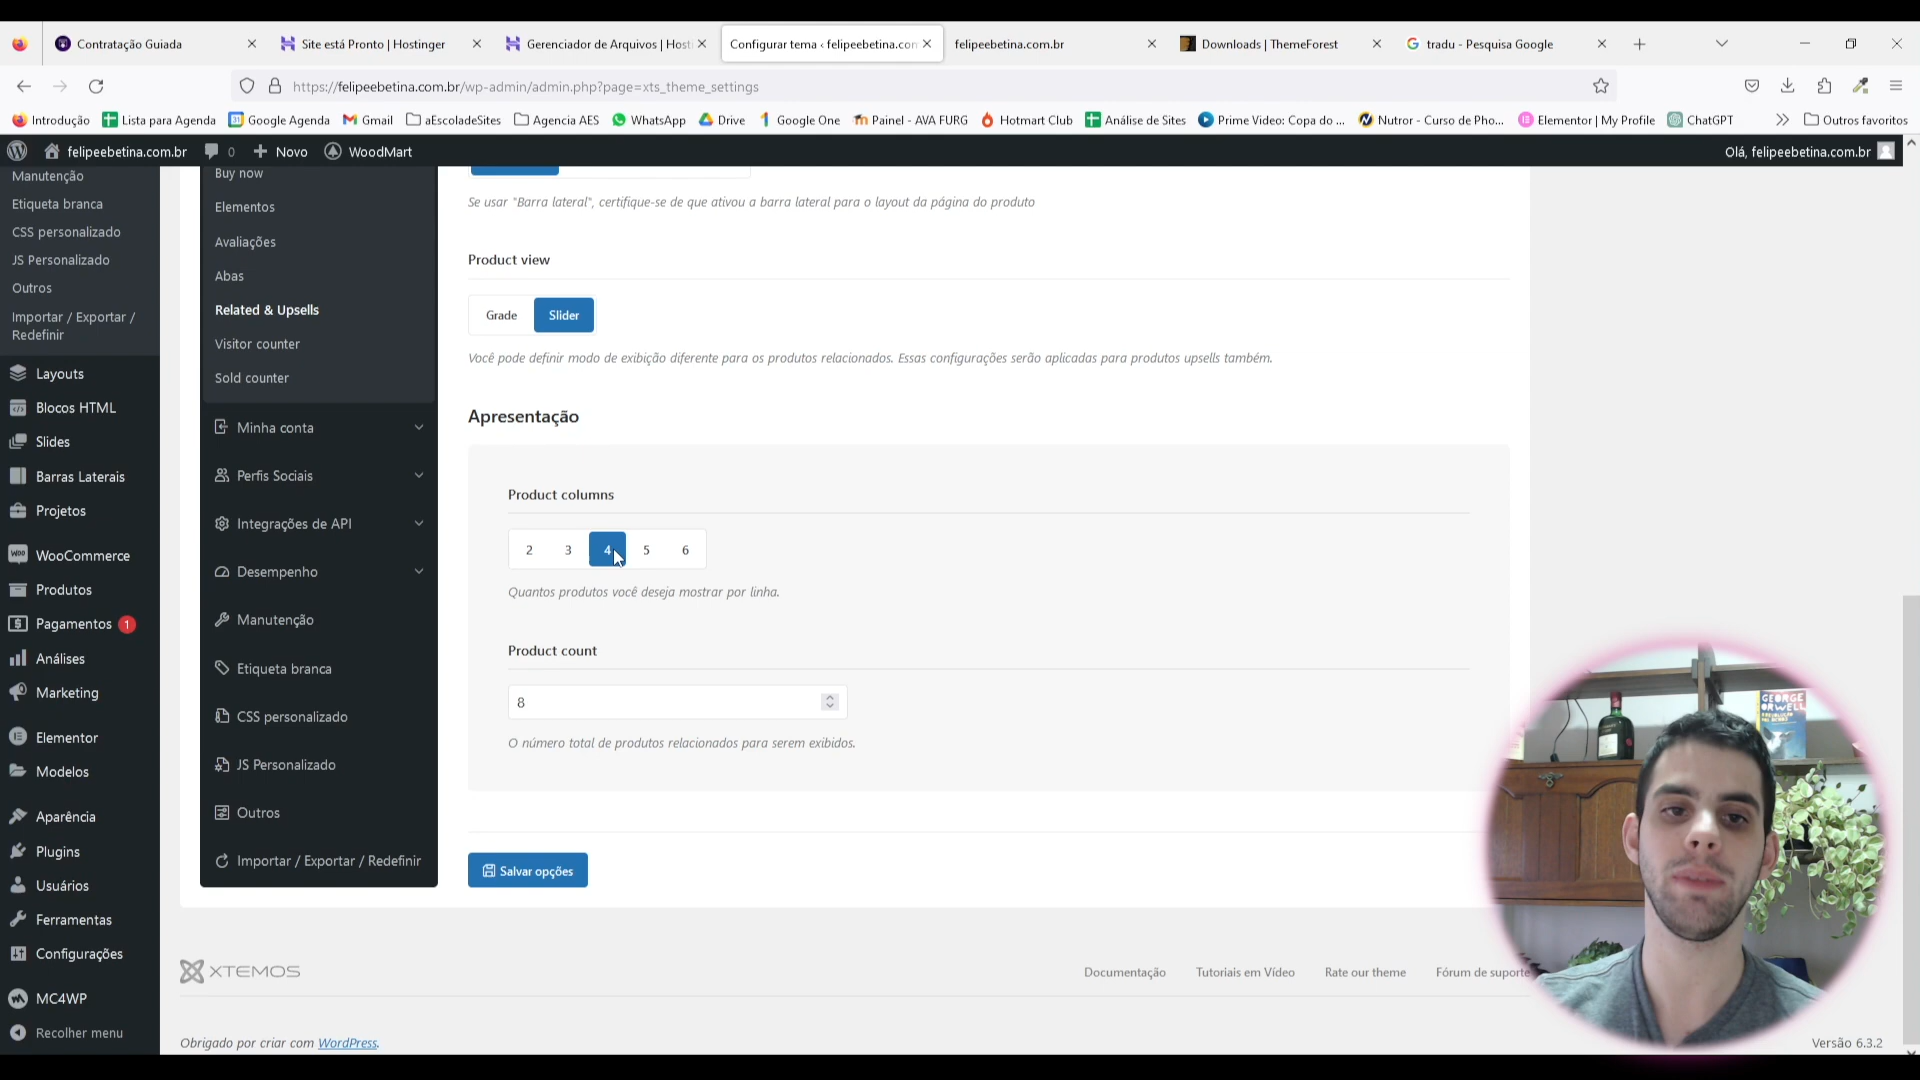 Contratação Guiada
Site está Pronto | Hostinger
Gerenciador de Arquivos | Host
Configurar tema ‹ felipeebetina.com
felipeebetina.com.br
Downloads | ThemeForest
tradu - Pesquisa Google
https://felipeebetina.com.br/wp-admin/admin.php?page=xts_theme_settings
Introdução
Lista para Agenda
Google Agenda
Gmail
aEscoladeSites
Agencia AES
WhatsApp
Drive
Google One
Painel - AVA FURG
Hotmart Club
Análise de Sites
Prime Video: Copa do ...
Nutror - Curso de Pho...
Elementor | My Profile
ChatGPT
Outros favoritos
felipeebetina.com.br
0
Novo
WoodMart
Olá, felipeebetina.com.br
Manutenção
Etiqueta branca
CSS personalizado
JS Personalizado
Outros
Importar / Exportar /
Redefinir
Layouts
Blocos HTML
Slides
Barras Laterais
Projetos
WooCommerce
Produtos
Pagamentos 1
Análises
Marketing
Elementor
Modelos
Aparência
Plugins
Usuários
Ferramentas
Configurações
MC4WP
Recolher menu
Buy now
Elementos
Avaliações
Abas
Related & Upsells
Visitor counter
Sold counter
Minha conta
Perfis Sociais
Integrações de API
Desempenho
Manutenção
Etiqueta branca
CSS personalizado
JS Personalizado
Outros
Importar / Exportar / Redefinir
Se usar "Barra lateral", certifique-se de que ativou a barra lateral para o layout da página do produto
Product view
Grade
Slider
Você pode definir modo de exibição diferente para os produtos relacionados. Essas configurações serão aplicadas para produtos upsells também.
Apresentação
Product columns
2 3 4 5 6
Quantos produtos você deseja mostrar por linha.
Product count
8
O número total de produtos relacionados para serem exibidos.
Salvar opções
XTEMOS
Documentação
Tutoriais em Vídeo
Rate our theme
Fórum de suporte
Obrigado por criar com WordPress.
Versão 6.3.2
GEORGE
ORWELL